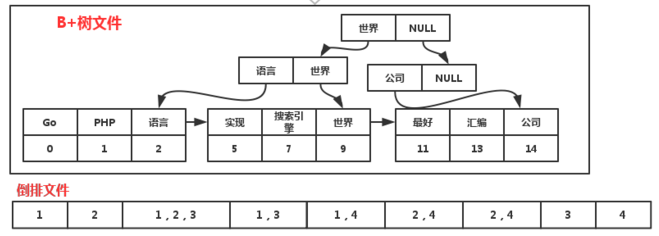 B+树文件
世界 NULL
语言 世界
公司 NULL
Go PHP 语言
实现 搜索引擎 世界
最好 汇编 公司
0 1 2
5 7 9
11 13 14
倒排文件
1 2 1,2,3 1,3 1,4 2,4 2,4 3 4